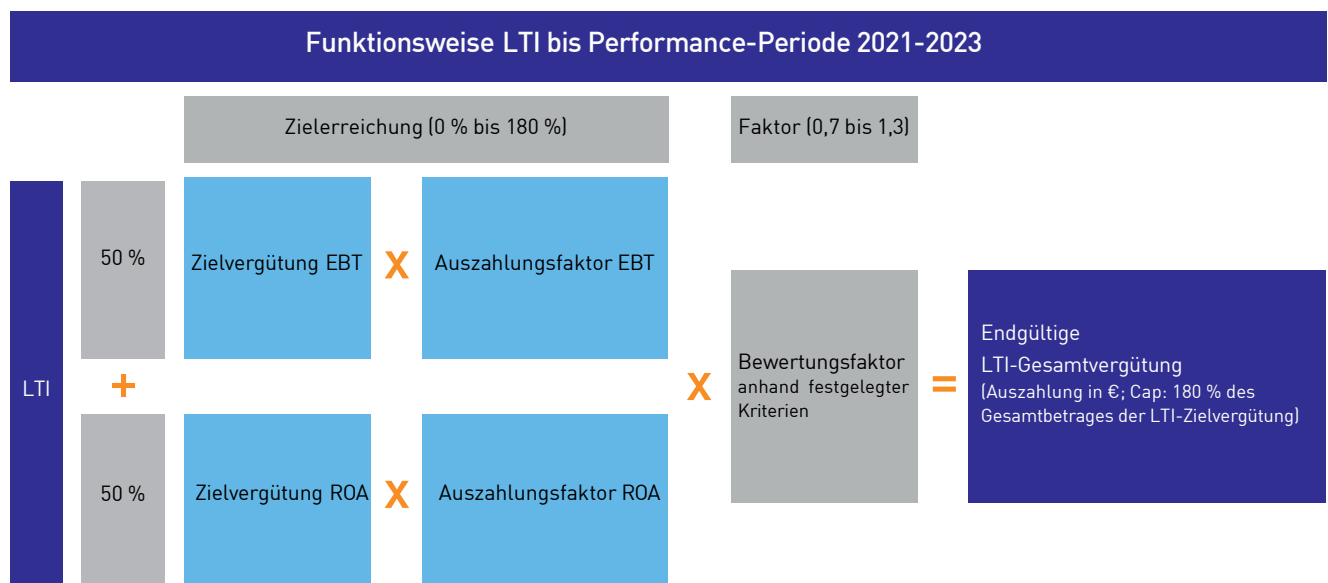 Funktionsweise LTI bis Performance-Periode 2021-2023
Zielerreichung (0 % bis 180 %)
Faktor (0,7 bis 1,3)
LTI
50 %
Zielvergütung EBT
X
Auszahlungsfaktor EBT
+
50 %
Zielvergütung ROA
X
Auszahlungsfaktor ROA
X
Bewertungsfaktor
anhand festgelegter
Kriterien
=
Endgültige
LTI-Gesamtvergütung
(Auszahlung in €; Cap: 180 % des
Gesamtbetrages der LTI-Zielvergütung)